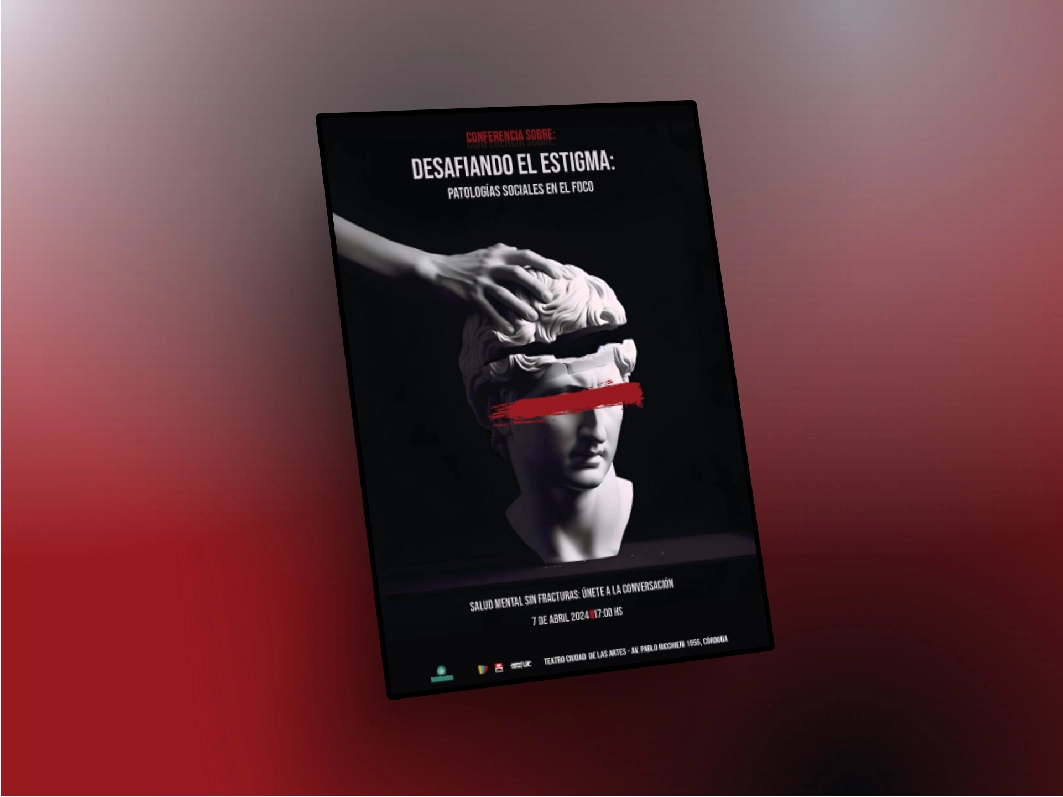 CONFERENCIA SOBRE:
DESAFIANDO EL ESTIGMA:
PATOLOGÍAS SOCIALES EN EL FOCO
SALUD MENTAL SIN FRACTURAS: ÚNETE A LA CONVERSACIÓN
7 DE ABRIL 2024 17:00 HS
TEATRO CIUDAD DE LAS ARTES - AV. PABLO RICCHIERI 1955, CÓRDOBA